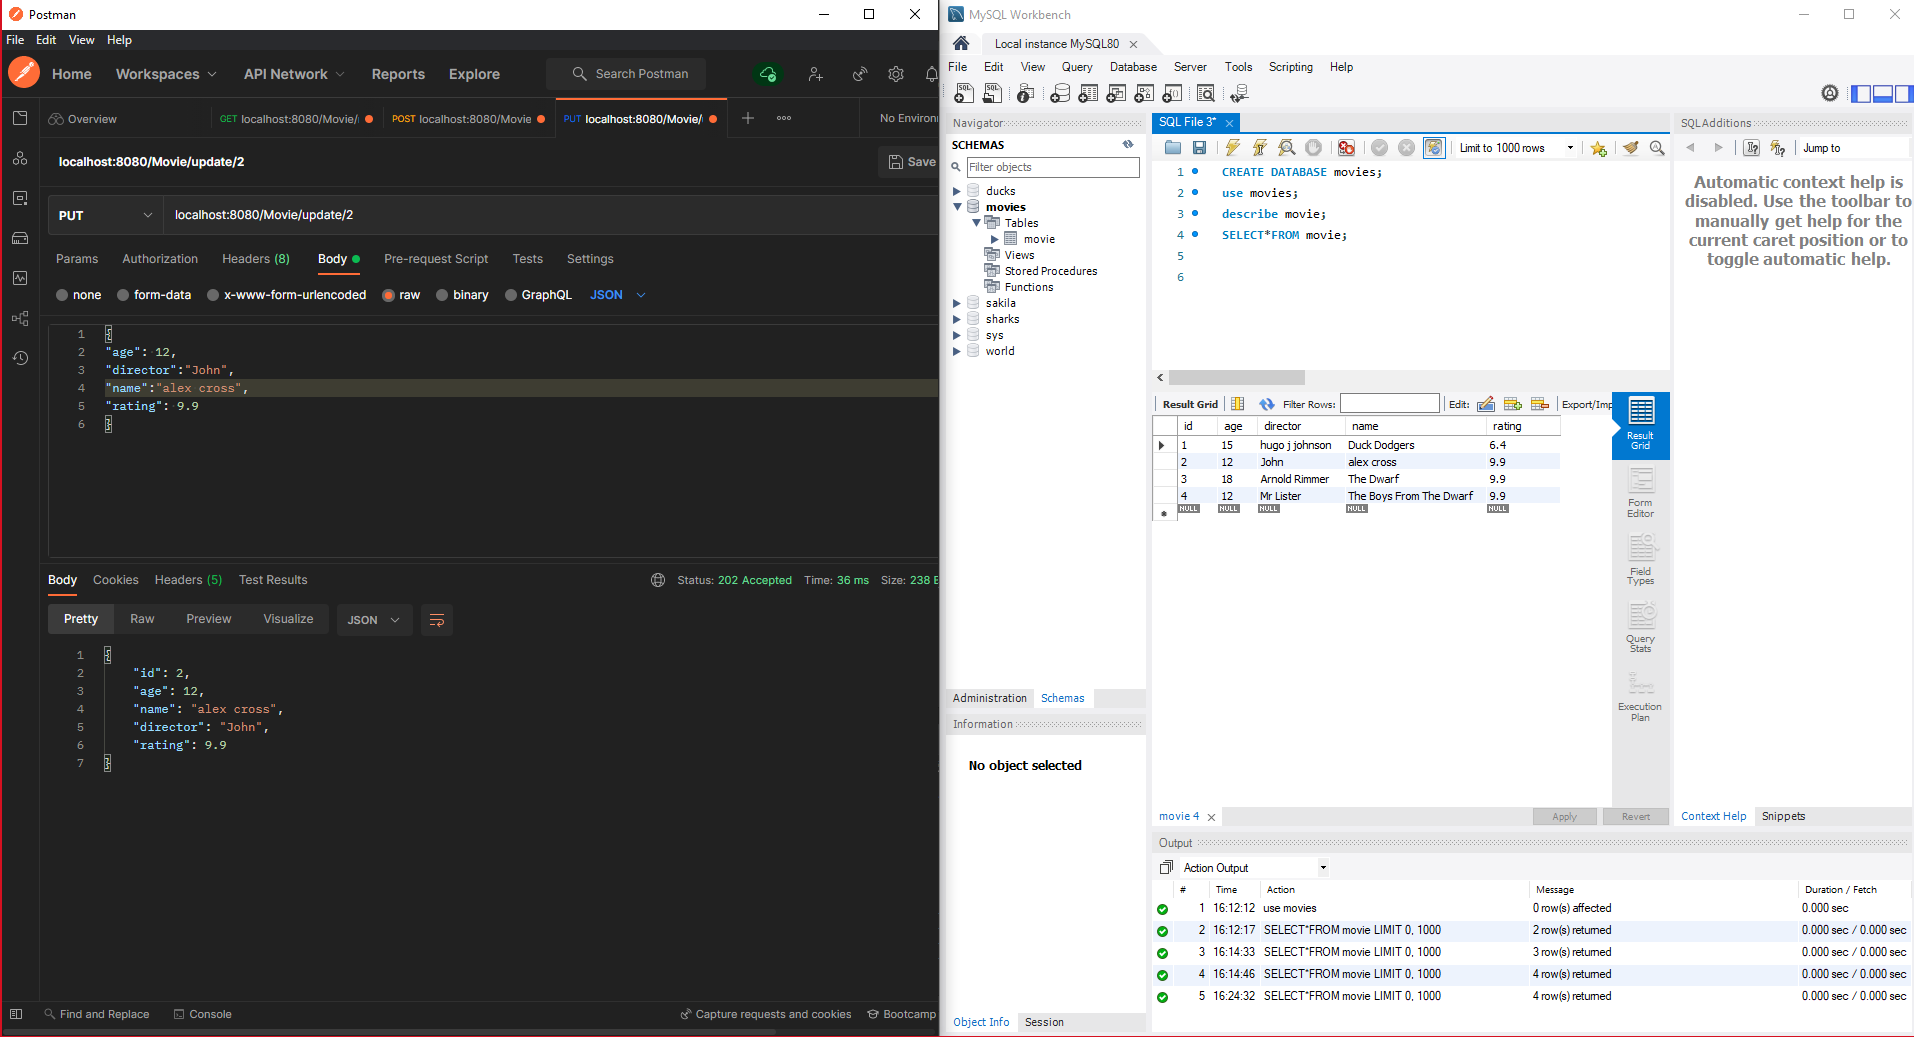 Postman
File Edit View Help
Home Workspaces API Network Reports Explore Search Postman
Overview GET localhost:8080/Movie/ POST localhost:8080/Movie PUT localhost:8080/Movie/ No Environ
localhost:8080/Movie/update/2 Save
PUT localhost:8080/Movie/update/2
Params Authorization Headers (8) Body Pre-request Script Tests Settings
none form-data x-www-form-urlencoded raw binary GraphQL JSON
1 {
2 "age": 12,
3 "director":"John",
4 "name":"alex cross",
5 "rating": 9.9
6 }
Body Cookies Headers (5) Test Results Status: 202 Accepted Time: 36 ms Size: 238 B
Pretty Raw Preview Visualize JSON
1 {
2 "id": 2,
3 "age": 12,
4 "name": "alex cross",
5 "director": "John",
6 "rating": 9.9
7 }
Find and Replace Console Capture requests and cookies Bootcamp
MySQL Workbench
Local instance MySQL80
File Edit View Query Database Server Tools Scripting Help
Navigator
SCHEMAS
Filter objects
ducks
movies
Tables
movie
Views
Stored Procedures
Functions
sakila
sharks
sys
world
Administration Schemas
Information
No object selected
Object Info Session
SQL File 3*
Limit to 1000 rows
1 CREATE DATABASE movies;
2 use movies;
3 describe movie;
4 SELECT*FROM movie;
5
6
Result Grid Filter Rows: Edit: Export/Imp
id age director name rating
1 15 hugo j johnson Duck Dodgers 6.4
2 12 John alex cross 9.9
3 18 Arnold Rimmer The Dwarf 9.9
4 12 Mr Lister The Boys From The Dwarf 9.9
NULL NULL NULL NULL NULL
Result
Grid
Form
Editor
Field
Types
Query
Stats
Execution
Plan
movie 4 Apply Revert
SQLAdditions
Jump to
Automatic context help is
disabled. Use the toolbar to
manually get help for the
current caret position or to
toggle automatic help.
Context Help Snippets
Output
Action Output
# Time Action Message Duration / Fetch
1 16:12:12 use movies 0 row(s) affected 0.000 sec
2 16:12:17 SELECT*FROM movie LIMIT 0, 1000 2 row(s) returned 0.000 sec / 0.000 sec
3 16:14:33 SELECT*FROM movie LIMIT 0, 1000 3 row(s) returned 0.000 sec / 0.000 sec
4 16:14:46 SELECT*FROM movie LIMIT 0, 1000 4 row(s) returned 0.000 sec / 0.000 sec
5 16:24:32 SELECT*FROM movie LIMIT 0, 1000 4 row(s) returned 0.000 sec / 0.000 sec